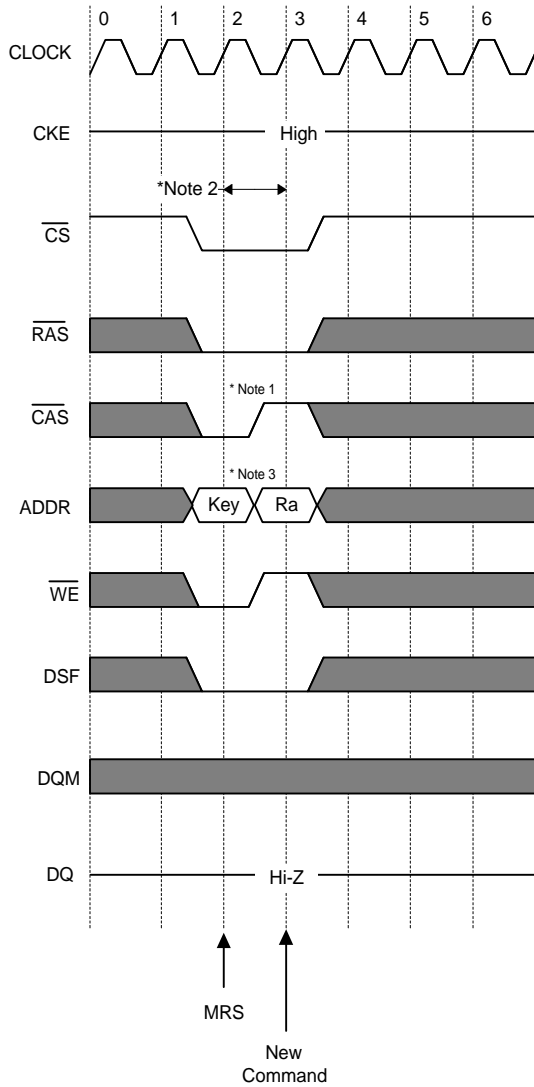 0 1 2 3 4 5 6
CLOCK
CKE High
*Note 2
CS
RAS
* Note 1
CAS
* Note 3
ADDR Key Ra
WE
DSF
DQM
DQ Hi-Z
MRS
New
Command